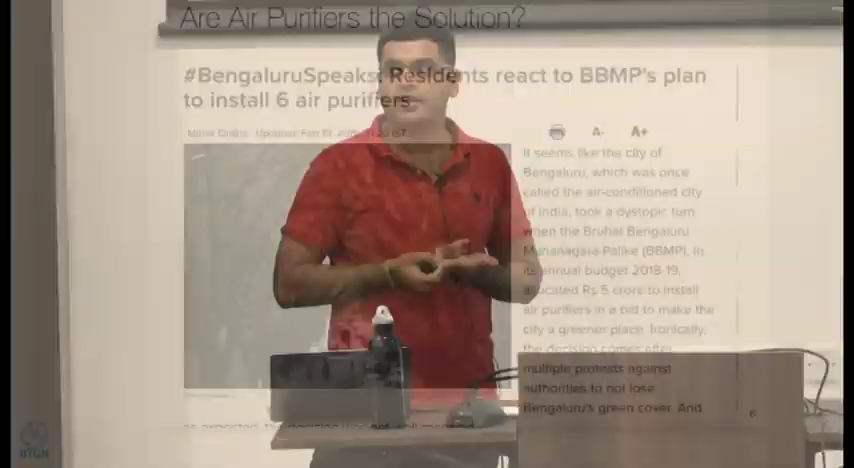 Are Air Purifiers the Solution?
#BengaluruSpeaks: Residents react to BBMP's plan
to install 6 air purifiers
A- A+
It seems like the city of
Bengaluru, which was once
called the air-conditioned city
of India, took a dystopic turn
when the Bruhat Bengaluru
Mahanagara Palike (BBMP), in
its annual budget 2018-19,
allocated Rs 5 crore to install
air purifiers in a bid to make the
city a greener place. Ironically,
the decision comes after
multiple protests against
authorities to not lose
Bengaluru's green cover. And
6